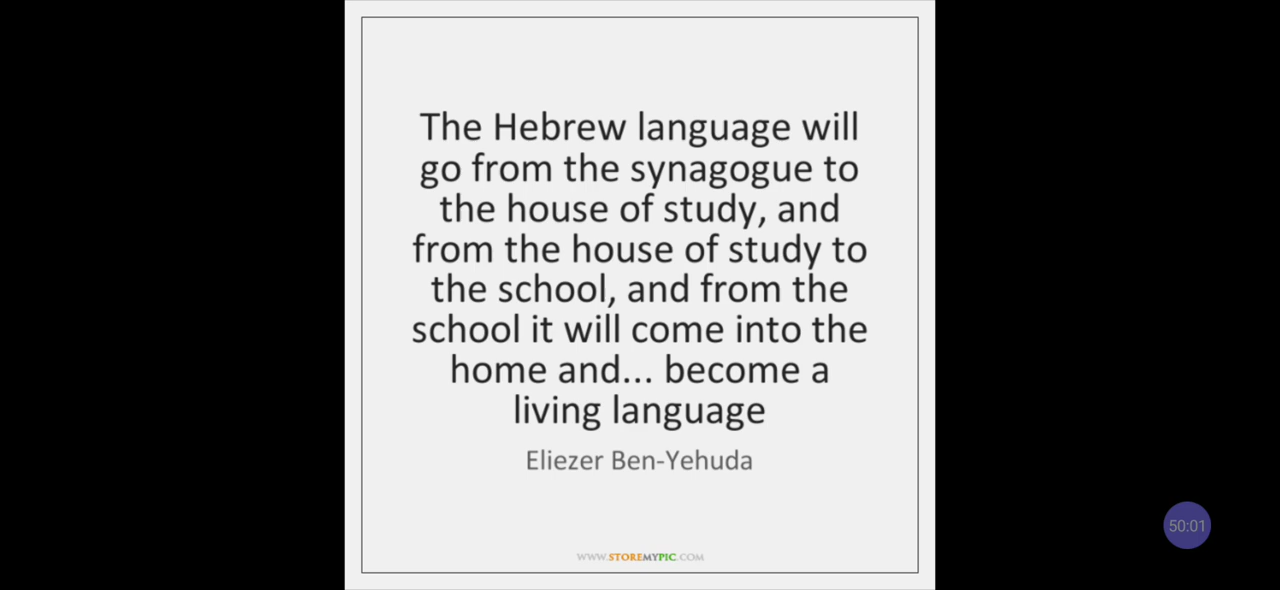 The Hebrew language will
go from the synagogue to
the house of study, and
from the house of study to
the school, and from the
school it will come into the
home and... become a
living language
Eliezer Ben-Yehuda
WWW.STOREMYPIC.COM
50:01